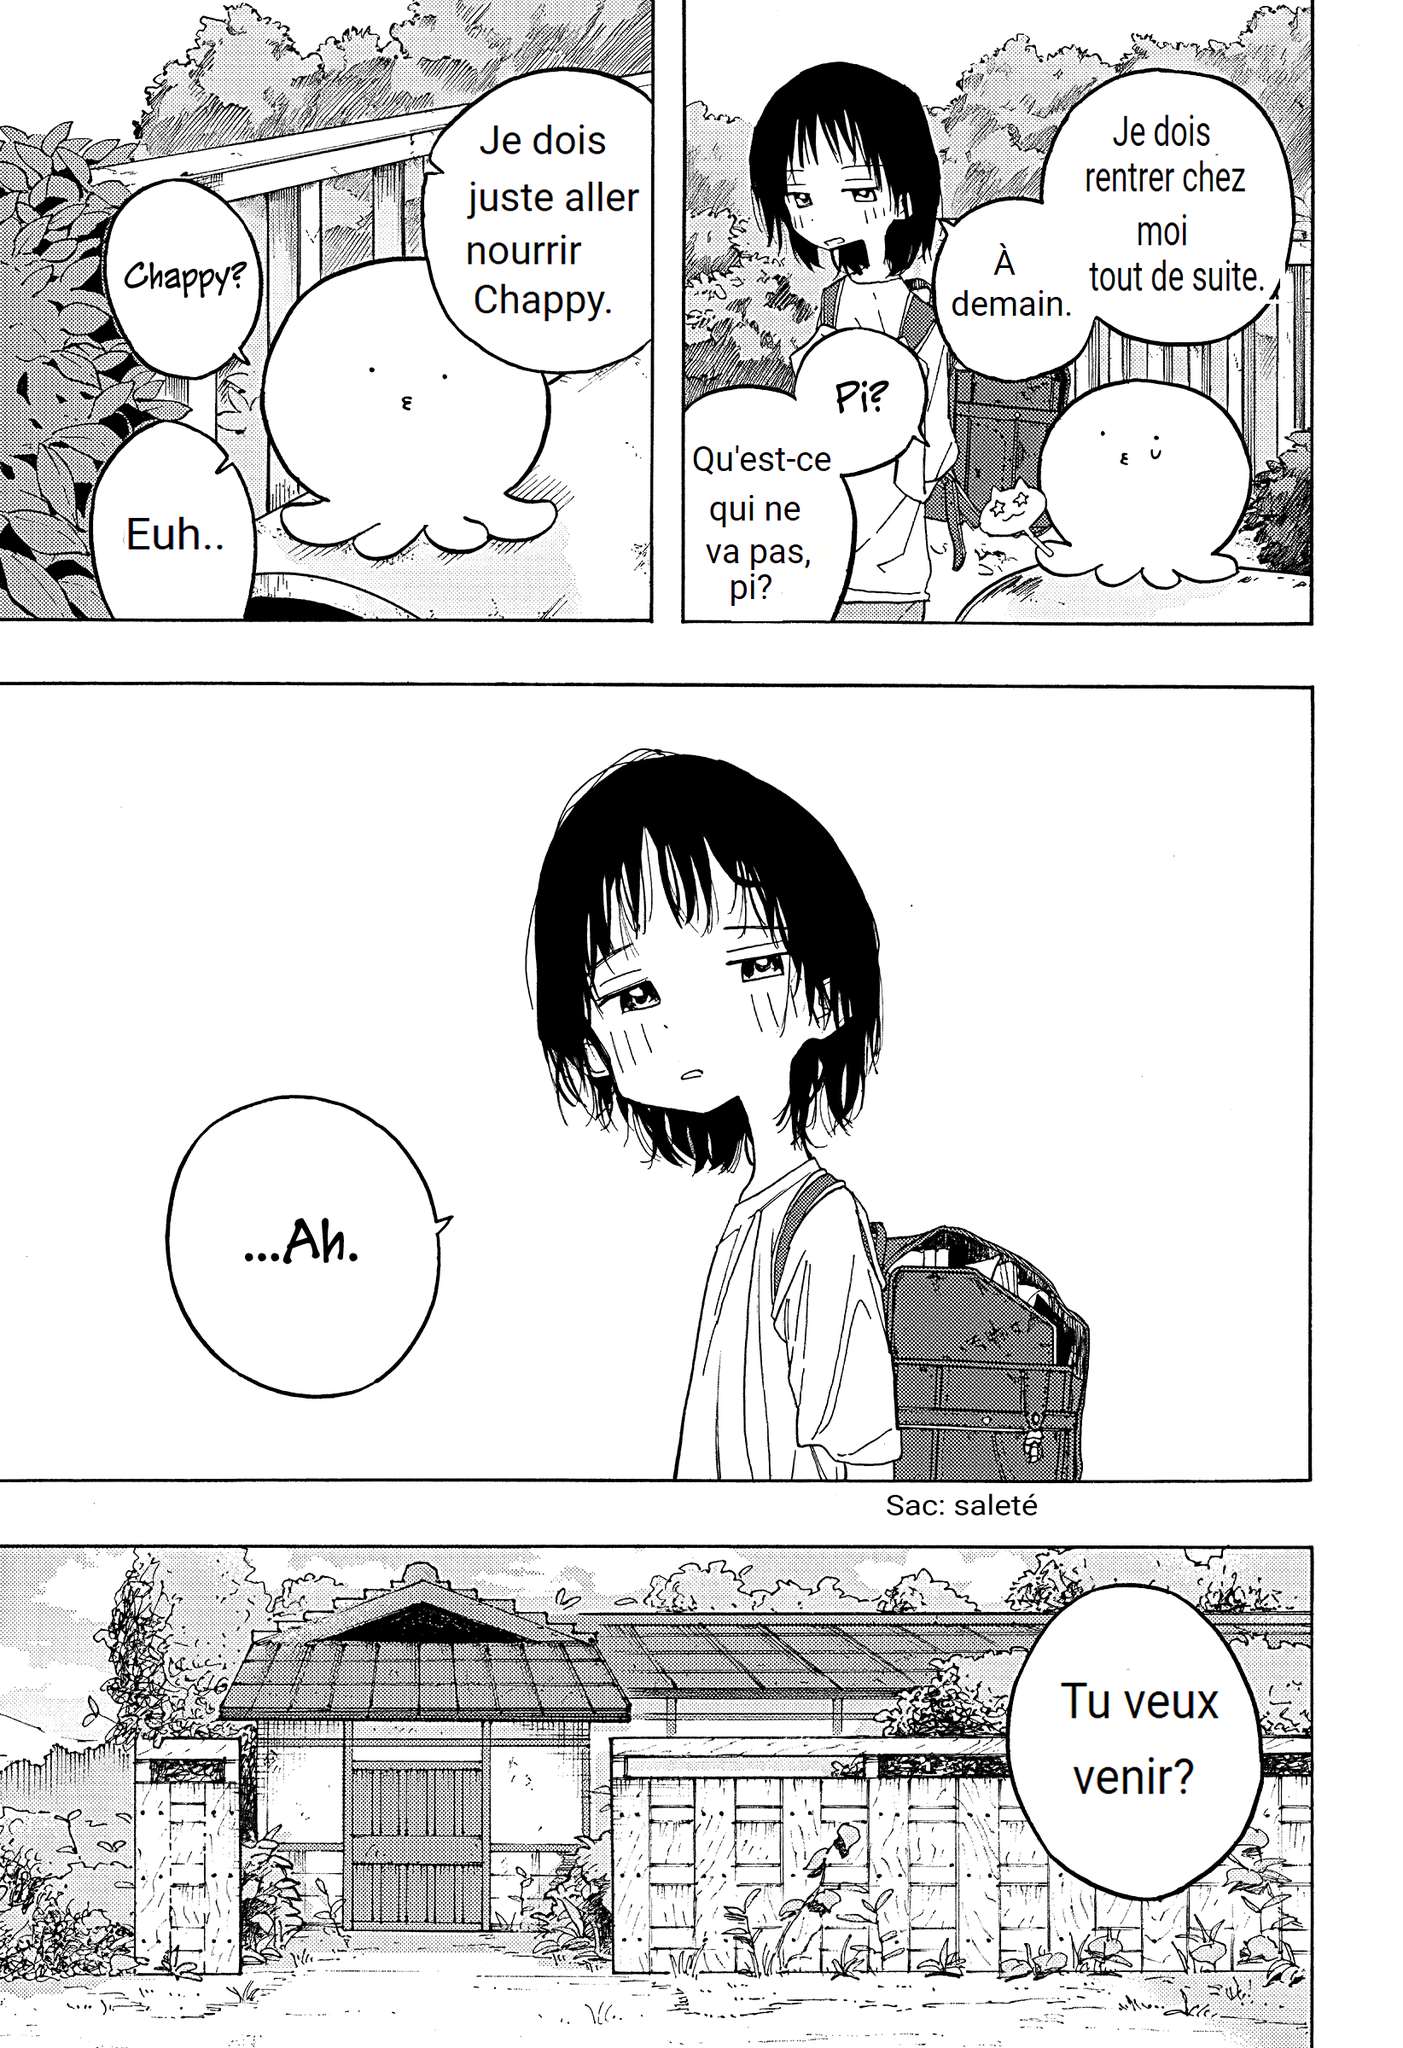 Je dois
rentrer chez
moi
tout de suite.
À
demain.
Pi?
Qu'est-ce
qui ne
va pas,
pi?
Je dois
juste aller
nourrir
Chappy.
Chappy?
Euh..
...Ah.
Sac: saleté
Tu veux
venir?